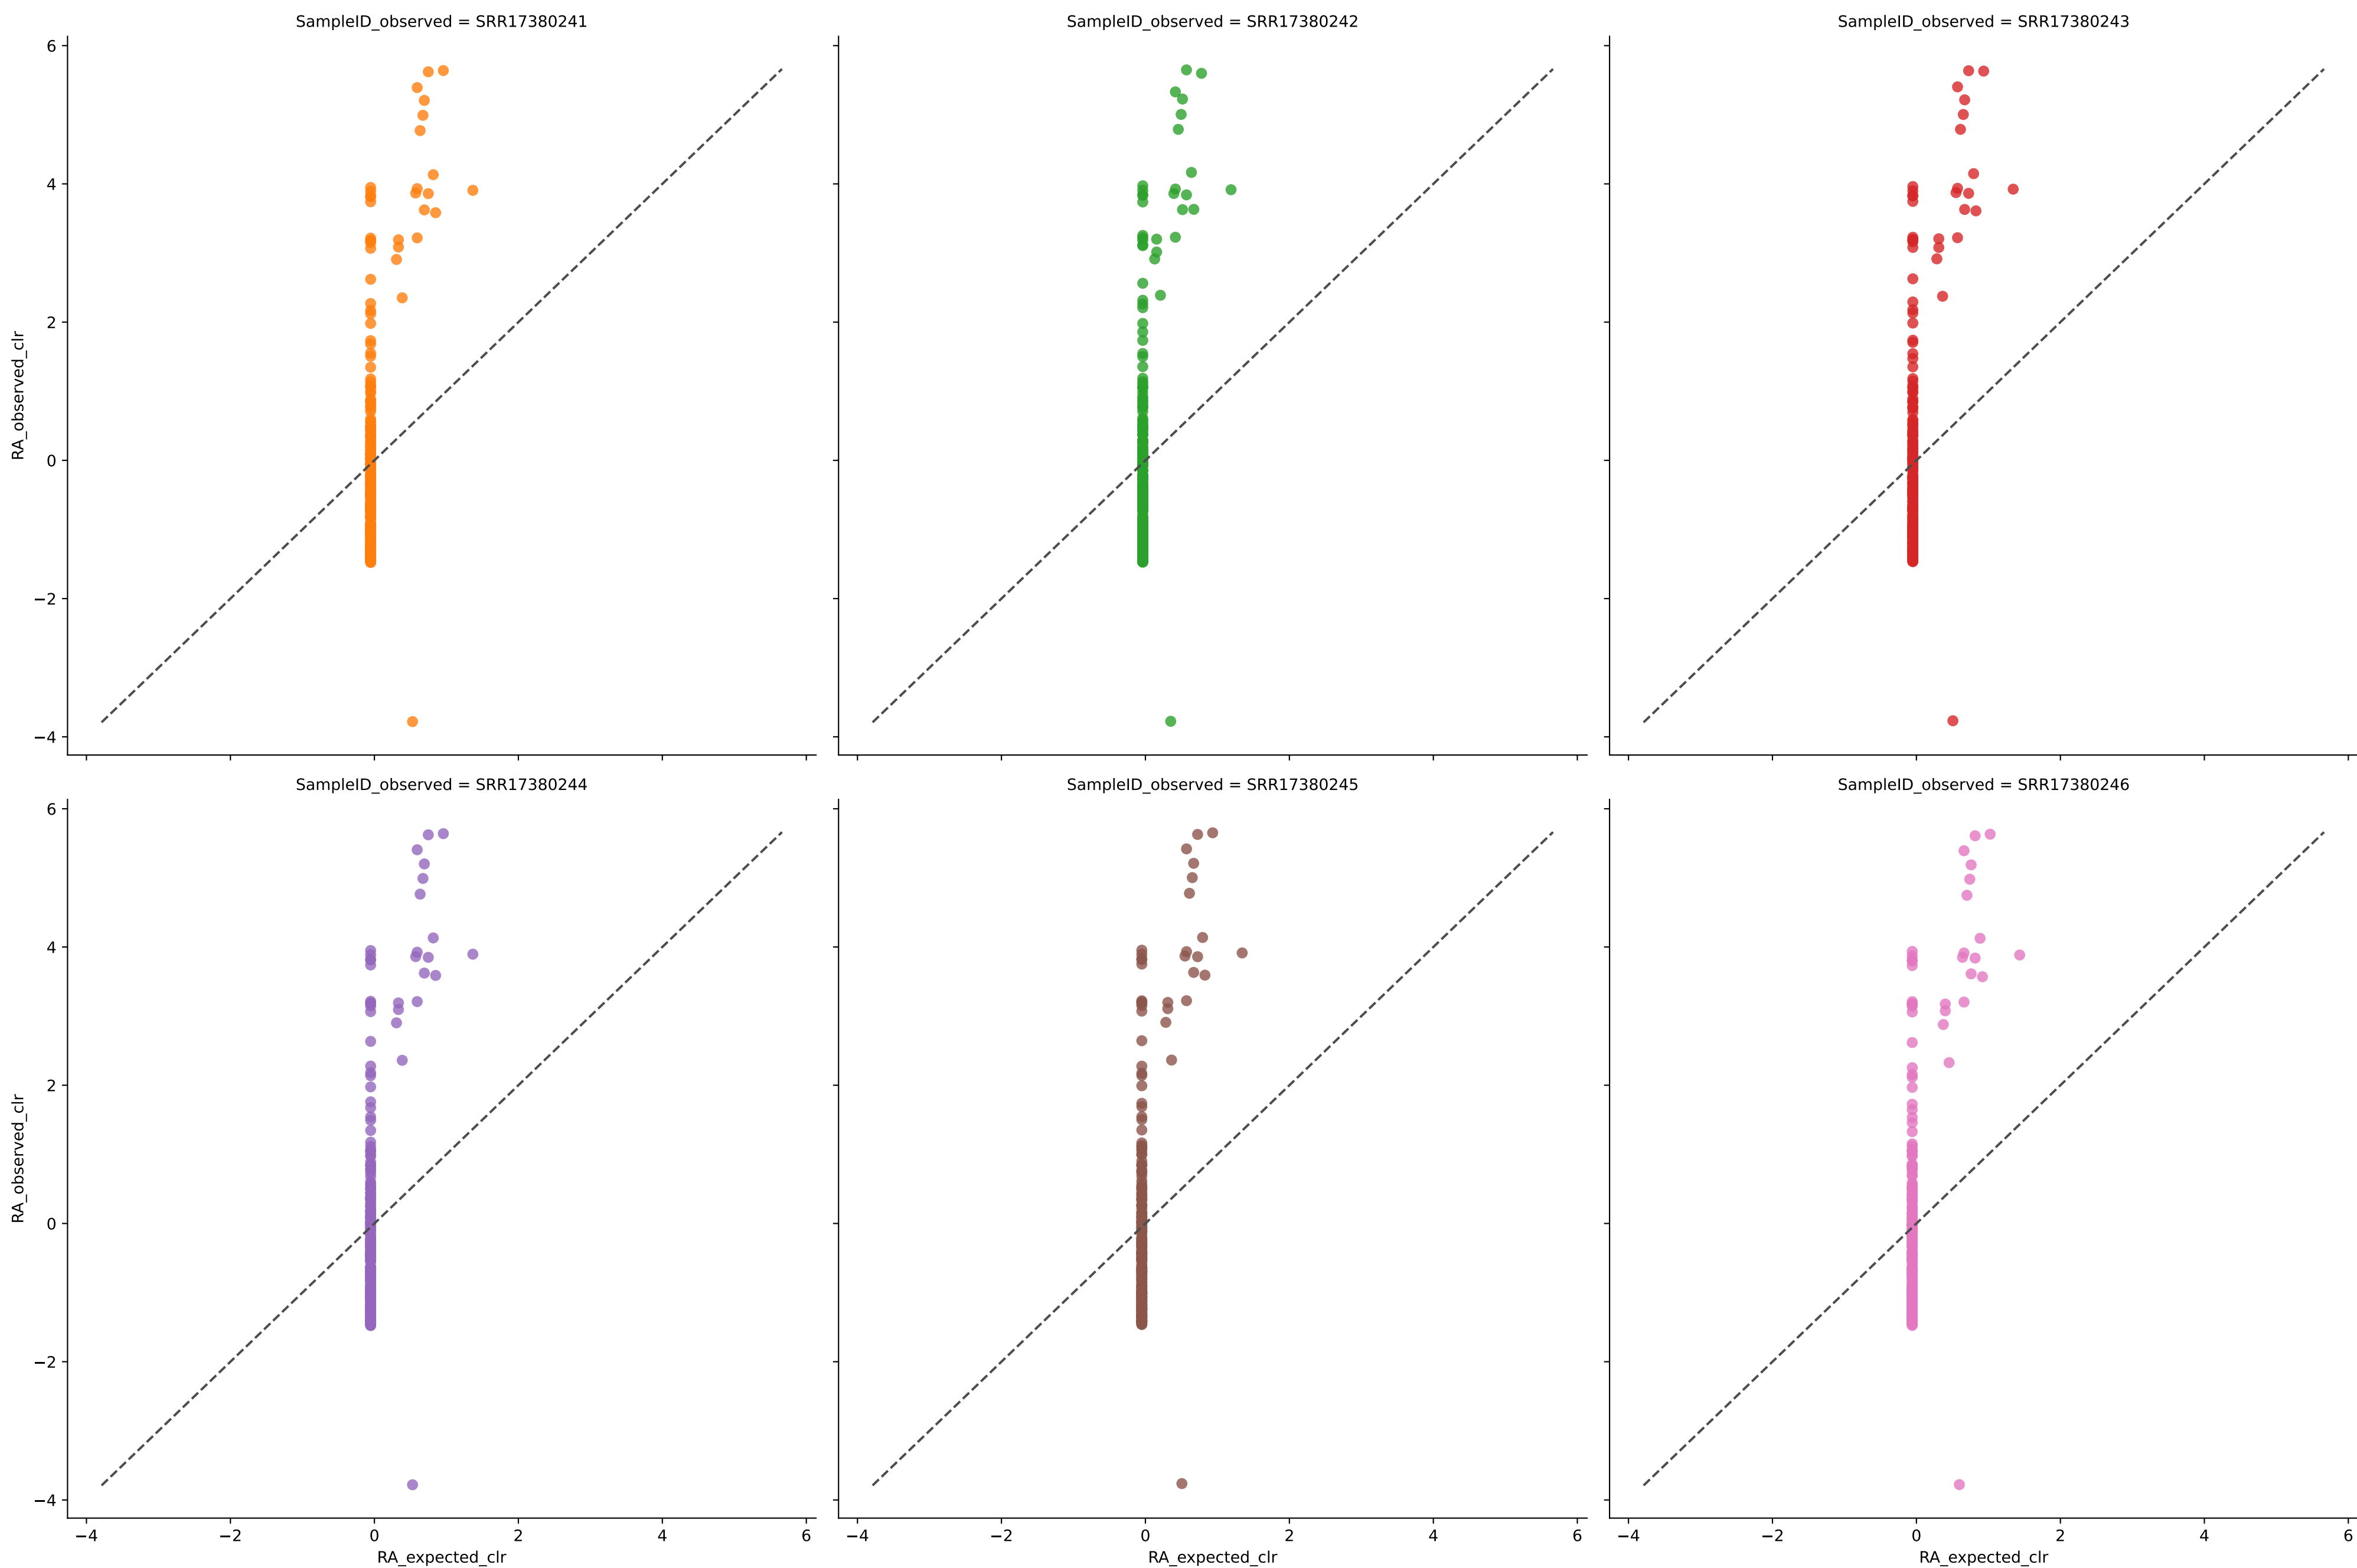 SampleID_observed = SRR17380241
SampleID_observed = SRR17380242
SampleID_observed = SRR17380243
6
4
2
0
−2
−4
RA_observed_clr
SampleID_observed = SRR17380244
SampleID_observed = SRR17380245
SampleID_observed = SRR17380246
6
4
2
0
−2
−4
RA_observed_clr
−4 −2 0 2 4 6
−4 −2 0 2 4 6
−4 −2 0 2 4 6
RA_expected_clr
RA_expected_clr
RA_expected_clr